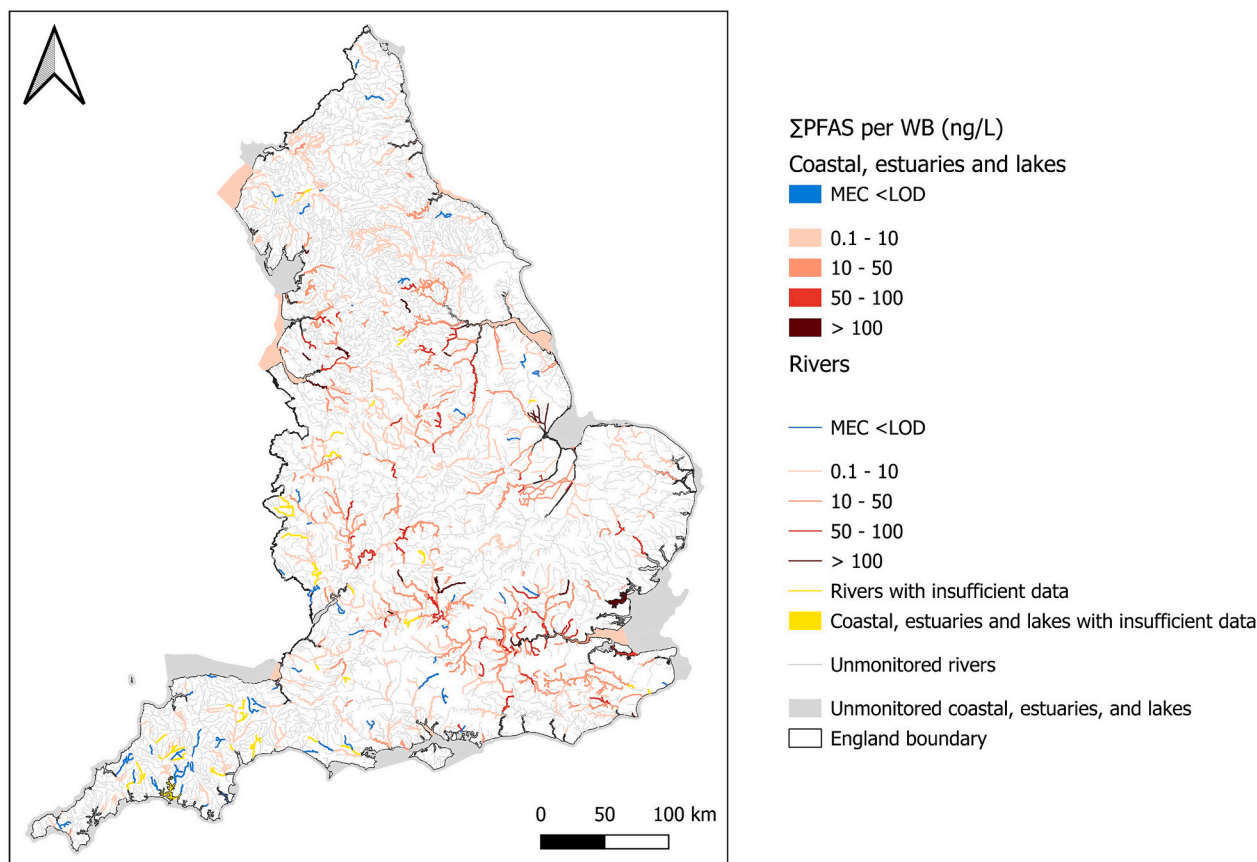 ∑PFAS per WB (ng/L)
Coastal, estuaries and lakes
MEC <LOD
0.1 - 10
10 - 50
50 - 100
> 100
Rivers
MEC <LOD
0.1 - 10
10 - 50
50 - 100
> 100
Rivers with insufficient data
Coastal, estuaries and lakes with insufficient data
Unmonitored rivers
Unmonitored coastal, estuaries, and lakes
England boundary
0 50 100 km